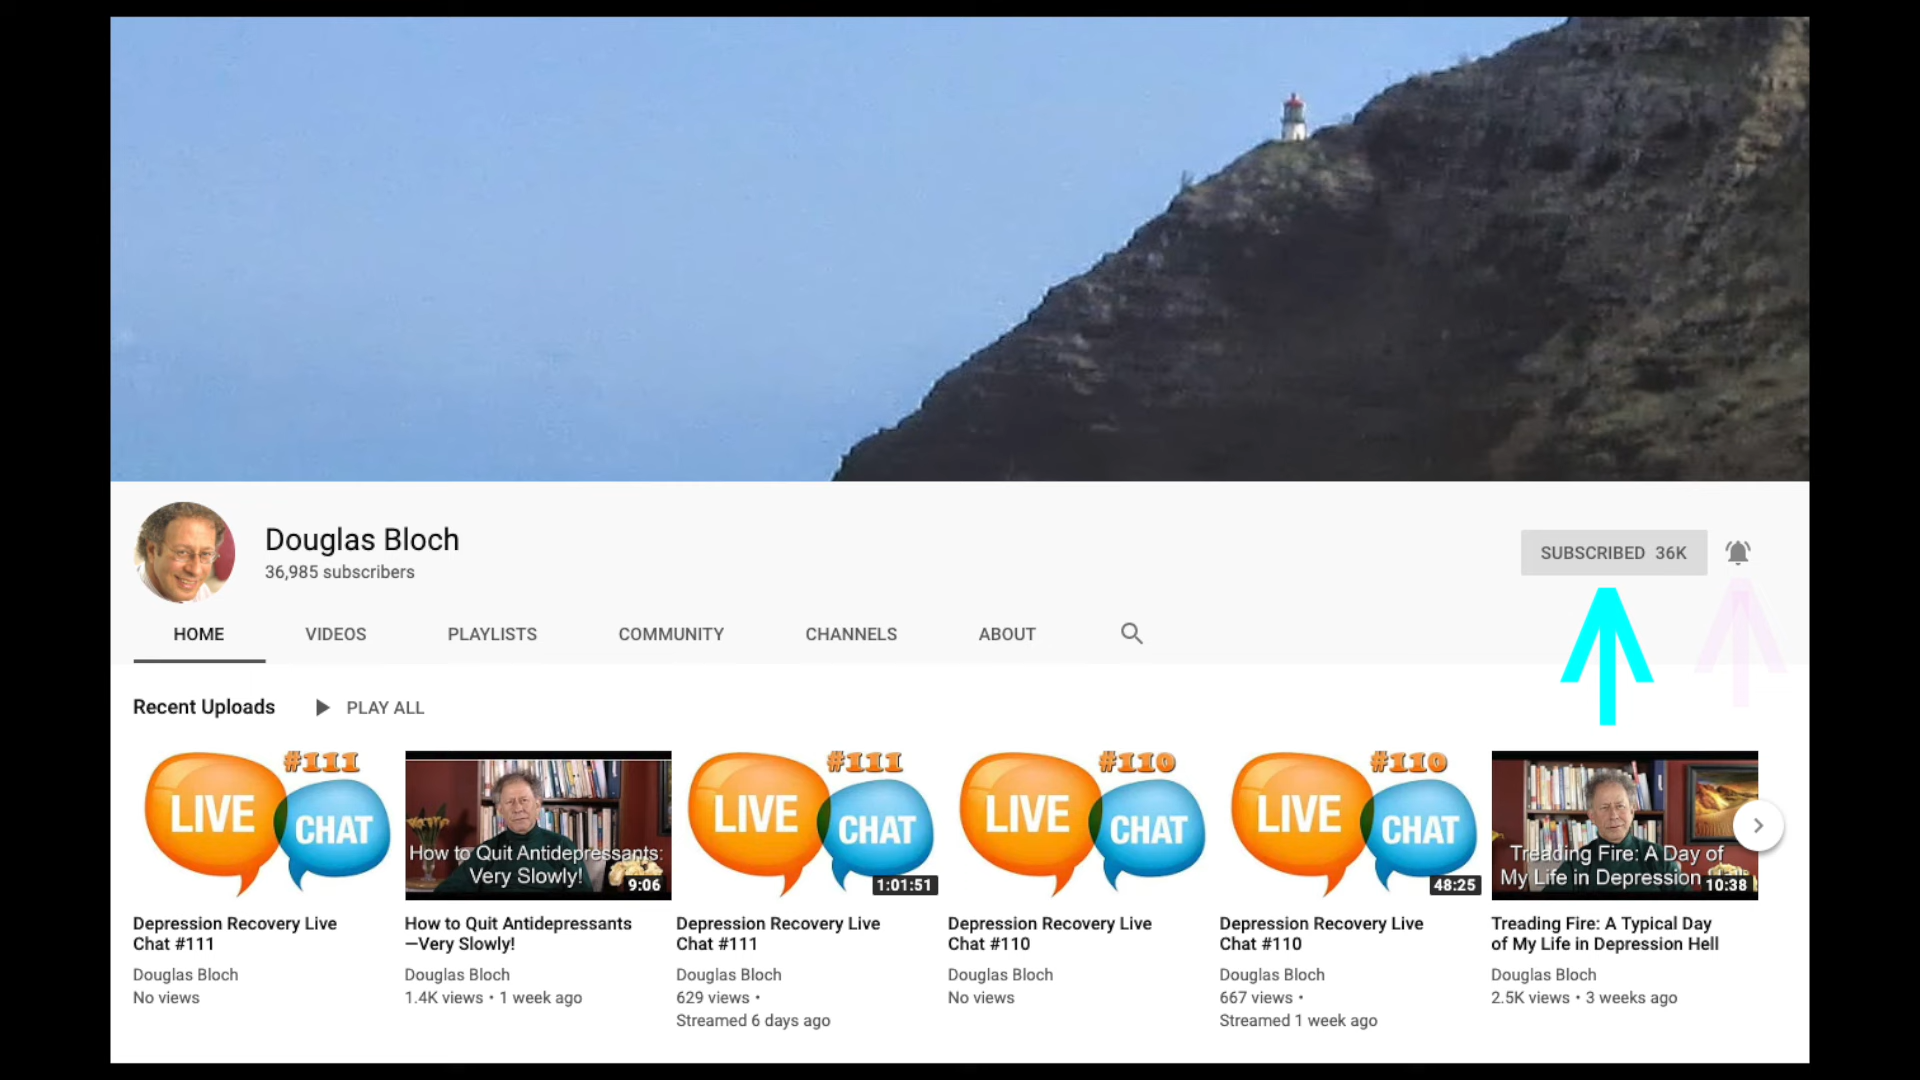 Douglas Bloch
36,985 subscribers
SUBSCRIBED 36K
HOME VIDEOS PLAYLISTS COMMUNITY CHANNELS ABOUT
Recent Uploads PLAY ALL
#111
LIVE
CHAT
Depression Recovery Live
Chat #111
Douglas Bloch
No views
How to Quit Antidepressants:
Very Slowly!
9:06
How to Quit Antidepressants
—Very Slowly!
Douglas Bloch
1.4K views • 1 week ago
#111
LIVE
CHAT
1:01:51
Depression Recovery Live
Chat #111
Douglas Bloch
629 views •
Streamed 6 days ago
#110
LIVE
CHAT
Depression Recovery Live
Chat #110
Douglas Bloch
No views
#110
LIVE
CHAT
48:25
Depression Recovery Live
Chat #110
Douglas Bloch
667 views •
Streamed 1 week ago
Treading Fire: A Day of
My Life in Depression
10:38
Treading Fire: A Typical Day
of My Life in Depression Hell
Douglas Bloch
2.5K views • 3 weeks ago